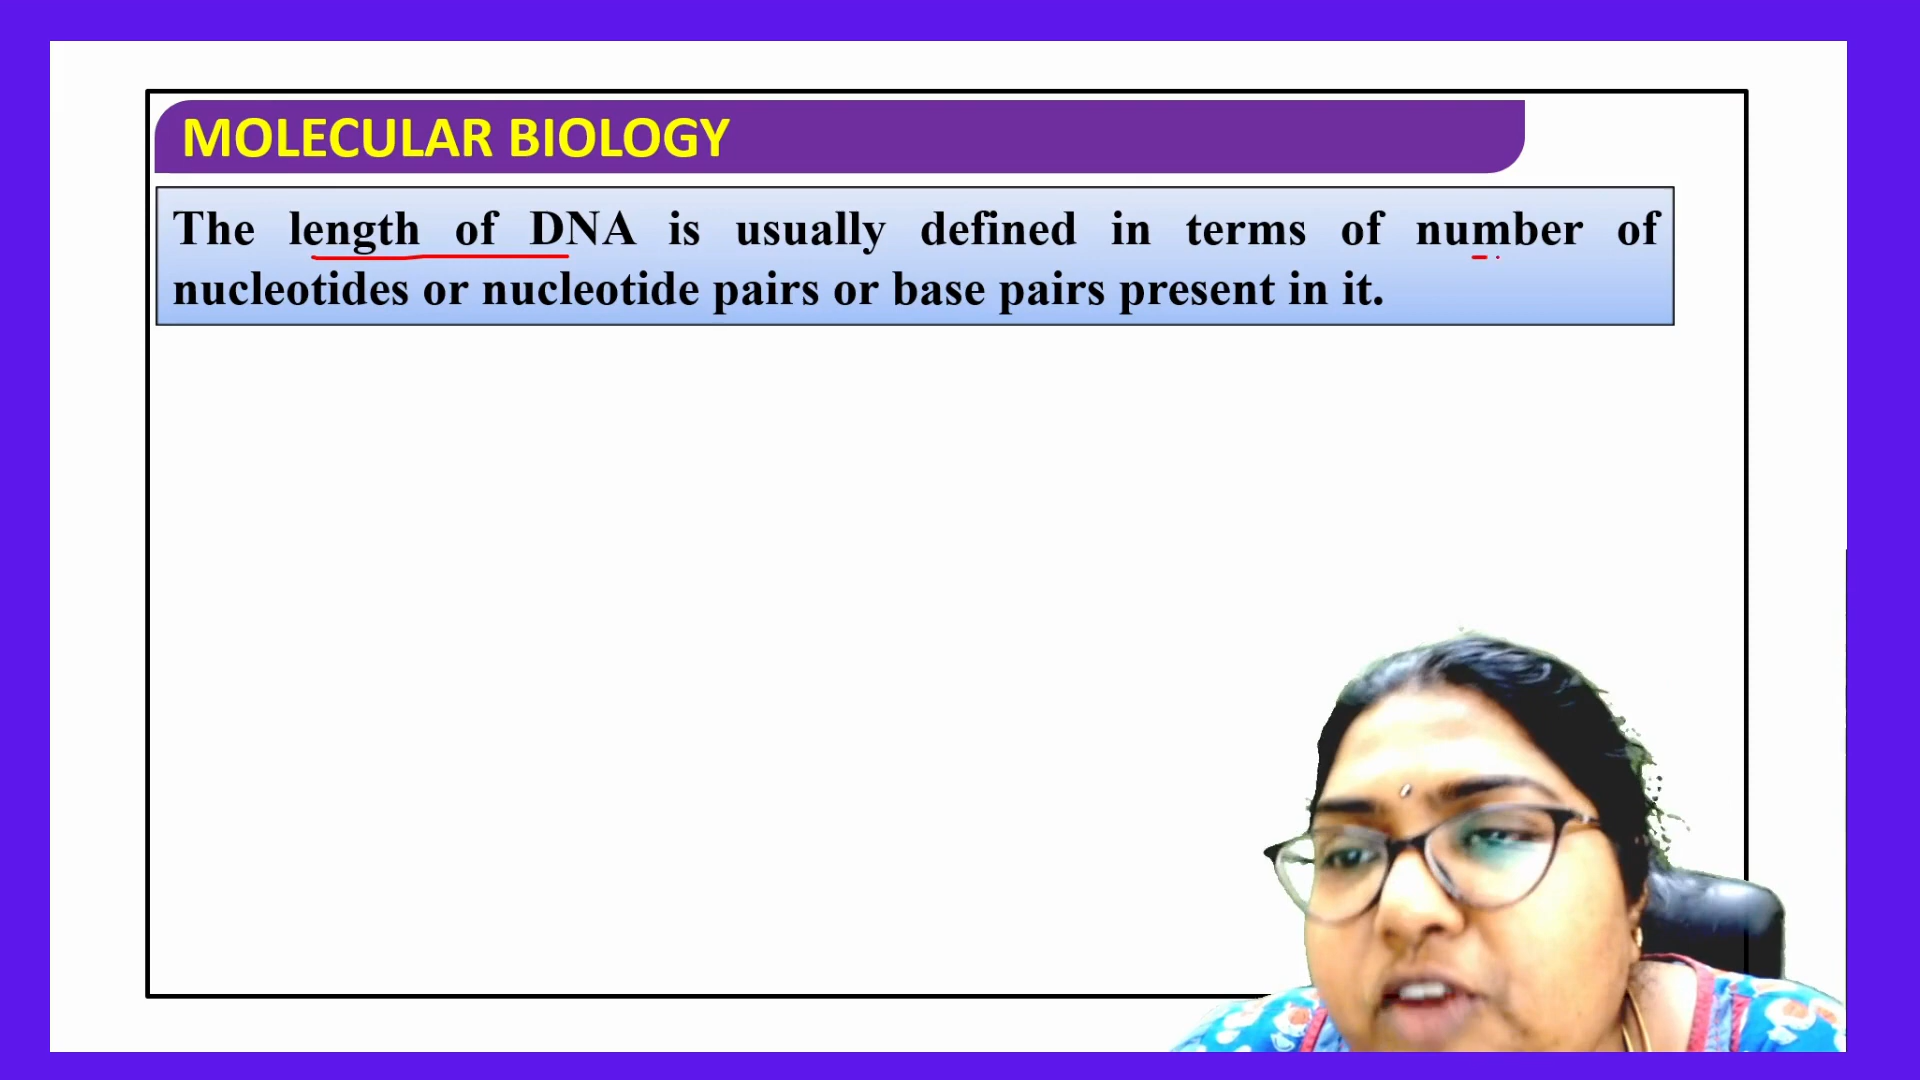 MOLECULAR BIOLOGY
The length of DNA is usually defined in terms of number of
nucleotides or nucleotide pairs or base pairs present in it.